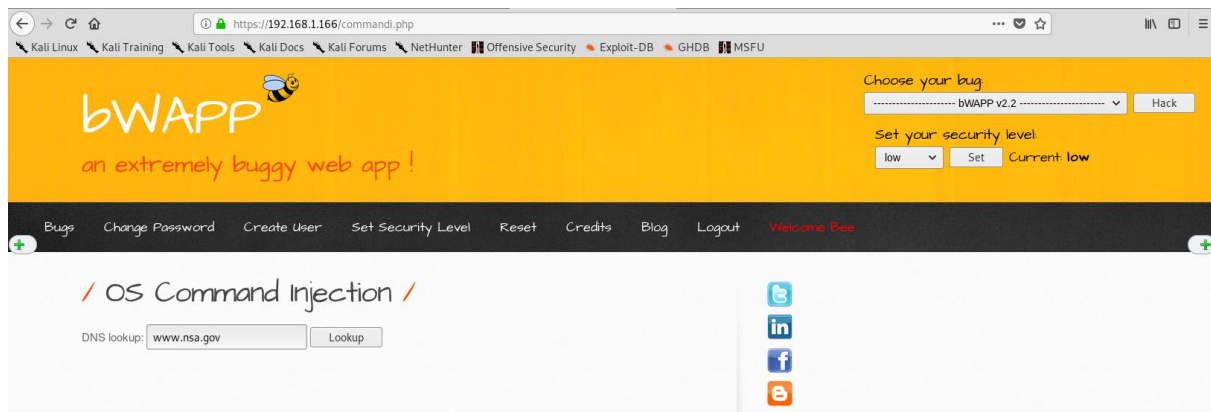 https://192.168.1.166/commandi.php
Kali Linux Kali Training Kali Tools Kali Docs Kali Forums NetHunter Offensive Security Exploit-DB GHDB MSFU
bWAPP
an extremely buggy web app !
Choose your bug:
---------------------- bWAPP v2.2 ----------------------- Hack
Set your security level:
low Set Current: low
Bugs Change Password Create User Set Security Level Reset Credits Blog Logout Welcome Bee
/ OS Command Injection /
DNS lookup: www.nsa.gov Lookup